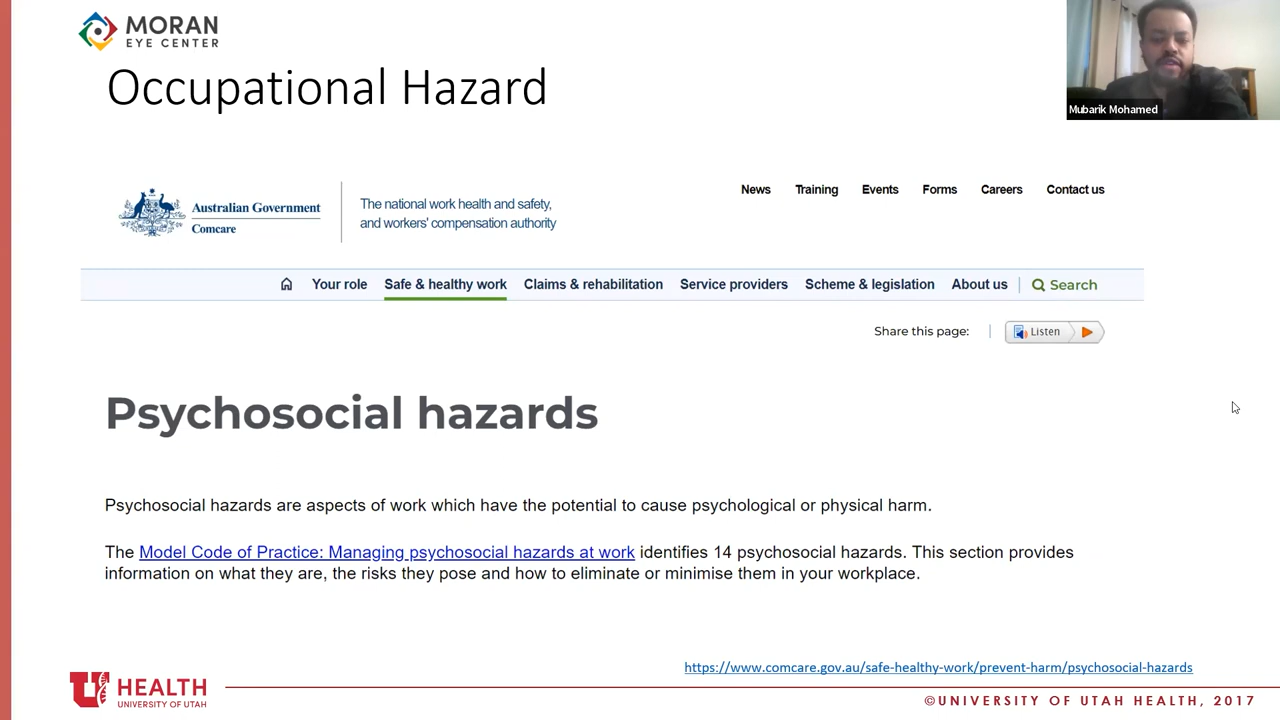 MORAN
EYE CENTER
Occupational Hazard
Mubarik Mohamed
Australian Government
Comcare
The national work health and safety,
and workers' compensation authority
News Training Events Forms Careers Contact us
Your role Safe & healthy work Claims & rehabilitation Service providers Scheme & legislation About us Search
Share this page: Listen
Psychosocial hazards
Psychosocial hazards are aspects of work which have the potential to cause psychological or physical harm.
The Model Code of Practice: Managing psychosocial hazards at work identifies 14 psychosocial hazards. This section provides
information on what they are, the risks they pose and how to eliminate or minimise them in your workplace.
https://www.comcare.gov.au/safe-healthy-work/prevent-harm/psychosocial-hazards
U HEALTH
UNIVERSITY OF UTAH
©UNIVERSITY OF UTAH HEALTH, 2017